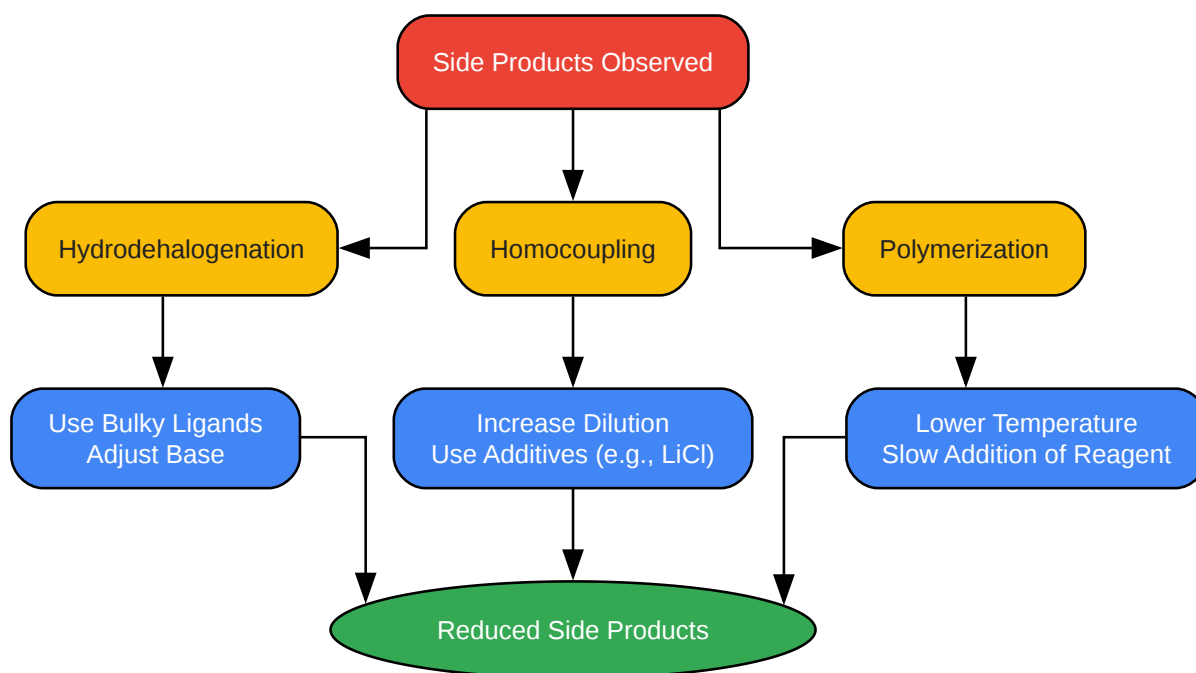 Side Products Observed
Hydrodehalogenation
Homocoupling
Polymerization
Use Bulky Ligands
Adjust Base
Increase Dilution
Use Additives (e.g., LiCl)
Lower Temperature
Slow Addition of Reagent
Reduced Side Products